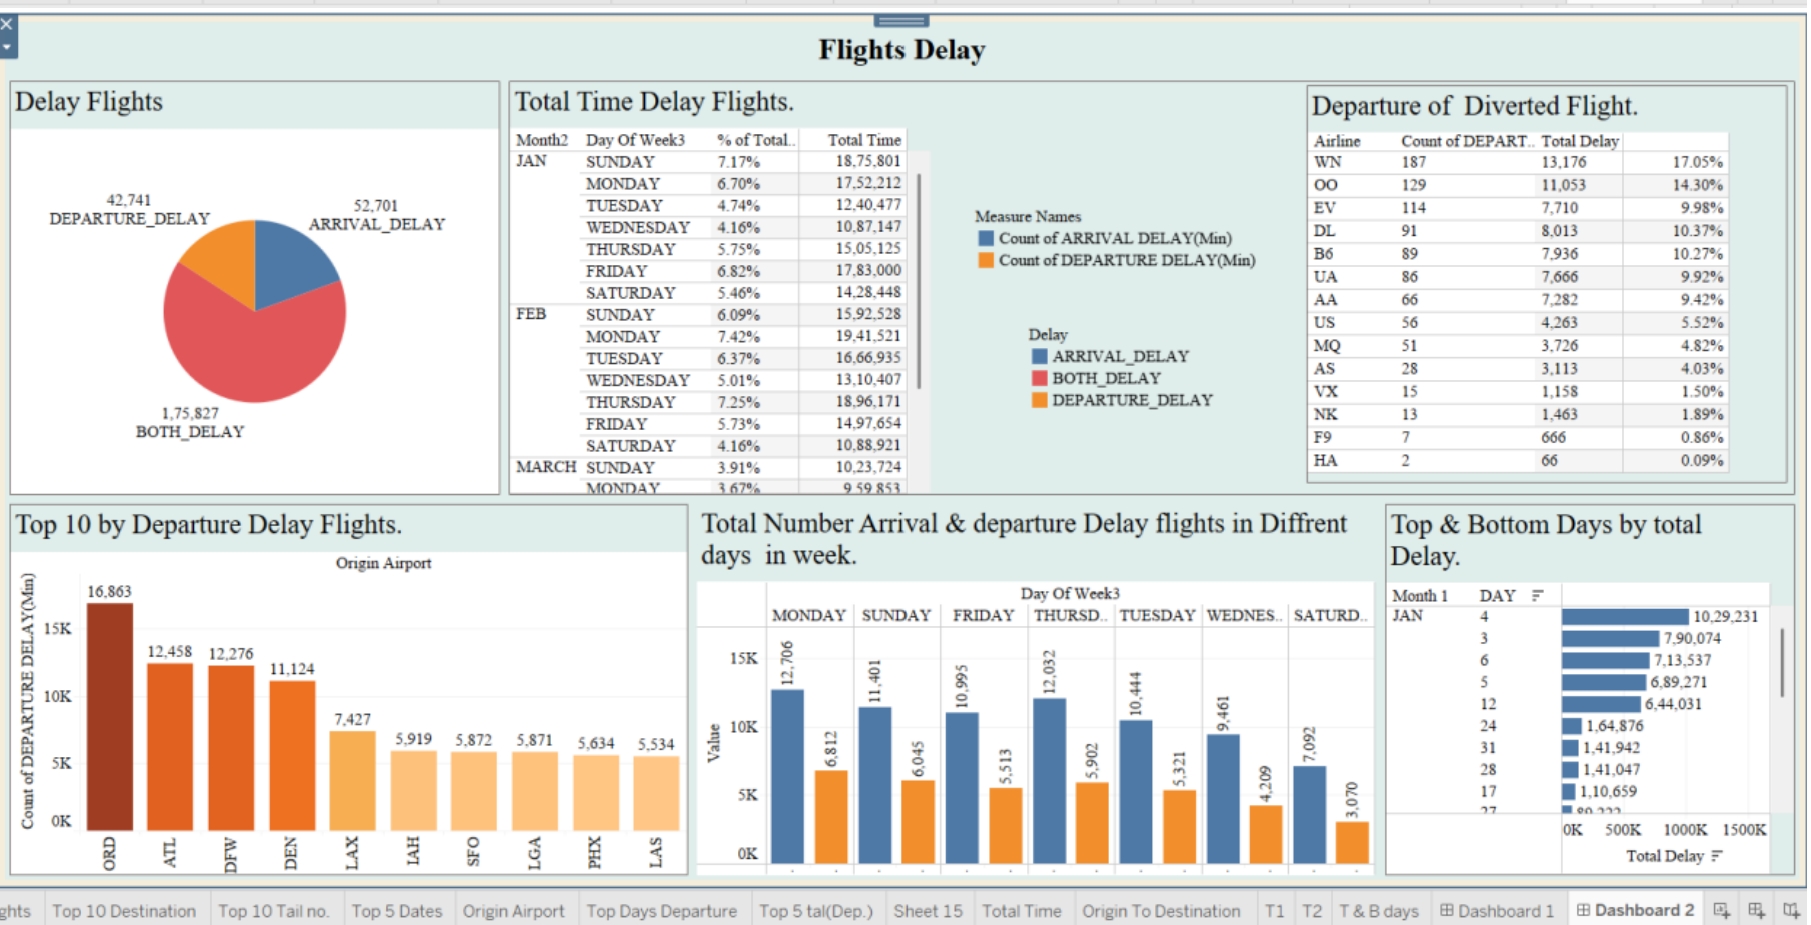 Flights Delay
Delay Flights
42,741
DEPARTURE_DELAY
52,701
ARRIVAL_DELAY
1,75,827
BOTH_DELAY
Total Time Delay Flights.
Month2 Day Of Week3 % of Total.. Total Time
JAN SUNDAY 7.17% 18,75,801
MONDAY 6.70% 17,52,212
TUESDAY 4.74% 12,40,477
WEDNESDAY 4.16% 10,87,147
THURSDAY 5.75% 15,05,125
FRIDAY 6.82% 17,83,000
SATURDAY 5.46% 14,28,448
FEB SUNDAY 6.09% 15,92,528
MONDAY 7.42% 19,41,521
TUESDAY 6.37% 16,66,935
WEDNESDAY 5.01% 13,10,407
THURSDAY 7.25% 18,96,171
FRIDAY 5.73% 14,97,654
SATURDAY 4.16% 10,88,921
MARCH SUNDAY 3.91% 10,23,724
MONDAY 3.67% 9,59,853
Measure Names
Count of ARRIVAL DELAY(Min)
Count of DEPARTURE DELAY(Min)
Delay
ARRIVAL_DELAY
BOTH_DELAY
DEPARTURE_DELAY
Departure of Diverted Flight.
Airline Count of DEPART.. Total Delay
WN 187 13,176 17.05%
OO 129 11,053 14.30%
EV 114 7,710 9.98%
DL 91 8,013 10.37%
B6 89 7,936 10.27%
UA 86 7,666 9.92%
AA 66 7,282 9.42%
US 56 4,263 5.52%
MQ 51 3,726 4.82%
AS 28 3,113 4.03%
VX 15 1,158 1.50%
NK 13 1,463 1.89%
F9 7 666 0.86%
HA 2 66 0.09%
Top 10 by Departure Delay Flights.
Origin Airport
Count of DEPARTURE DELAY(Min)
15K
10K
5K
0K
16,863
12,458
12,276
11,124
7,427
5,919
5,872
5,871
5,634
5,534
ORD
ATL
DFW
DEN
LAX
IAH
SFO
LGA
PHX
LAS
Total Number Arrival & departure Delay flights in Diffrent
days in week.
Day Of Week3
MONDAY SUNDAY FRIDAY THURSD.. TUESDAY WEDNES.. SATURD..
Value
15K
10K
5K
0K
12,706
6,812
11,401
6,045
10,995
5,513
12,032
5,902
10,444
5,321
9,461
4,209
7,092
3,070
Top & Bottom Days by total
Delay.
Month 1 DAY
JAN 4 10,29,231
3 7,90,074
6 7,13,537
5 6,89,271
12 6,44,031
24 1,64,876
31 1,41,942
28 1,41,047
17 1,10,659
27
0K 500K 1000K 1500K
Total Delay
ghts Top 10 Destination Top 10 Tail no. Top 5 Dates Origin Airport Top Days Departure Top 5 tal(Dep.) Sheet 15 Total Time Origin To Destination T1 T2 T & B days Dashboard 1 Dashboard 2